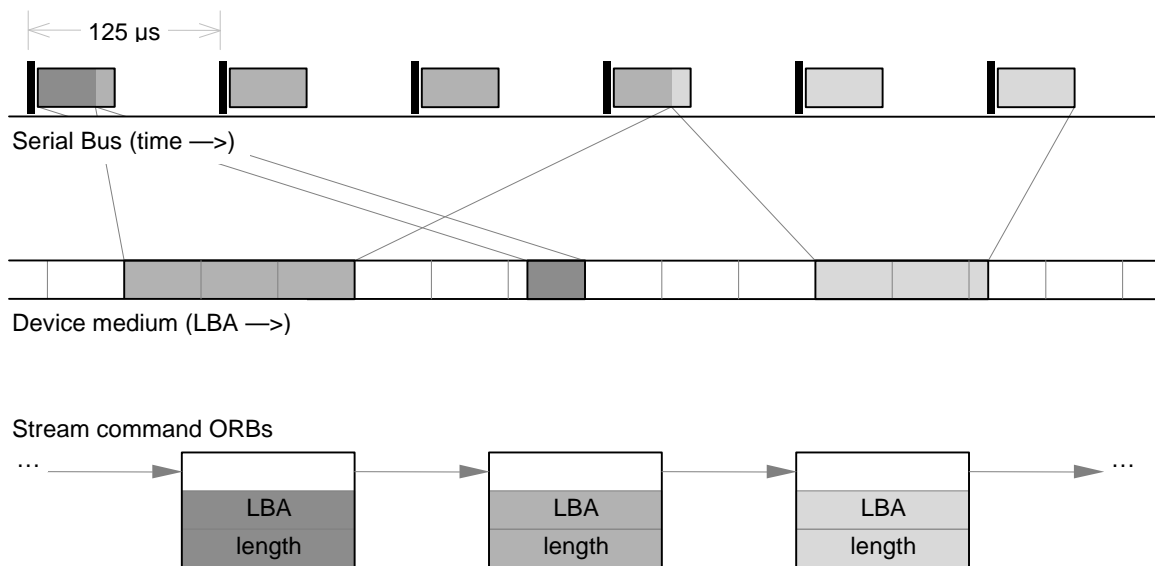 125 µs
Serial Bus (time —>)
Device medium (LBA —>)
Stream command ORBs
… …
LBA LBA LBA
length length length